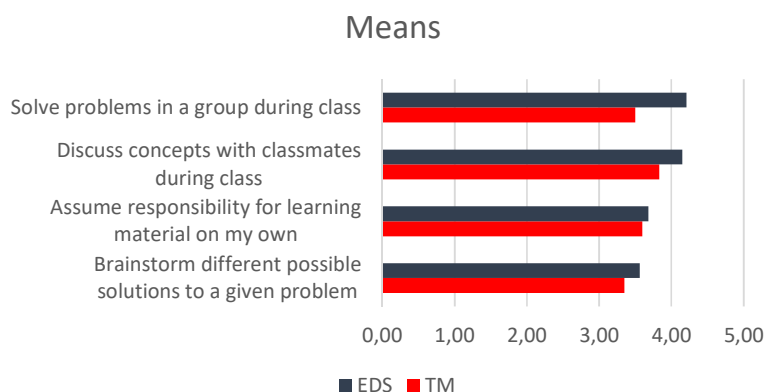 Means
Solve problems in a group during class
Discuss concepts with classmates
during class
Assume responsibility for learning
material on my own
Brainstorm different possible
solutions to a given problem
0,00 1,00 2,00 3,00 4,00 5,00
EDS TM